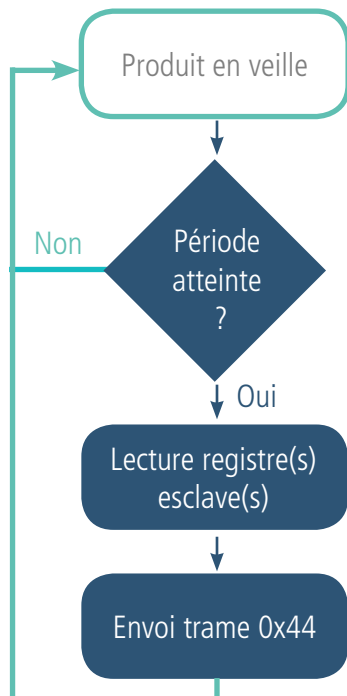 Produit en veille
Non
Période
atteinte
?
Oui
Lecture registre(s)
esclave(s)
Envoi trame 0x44